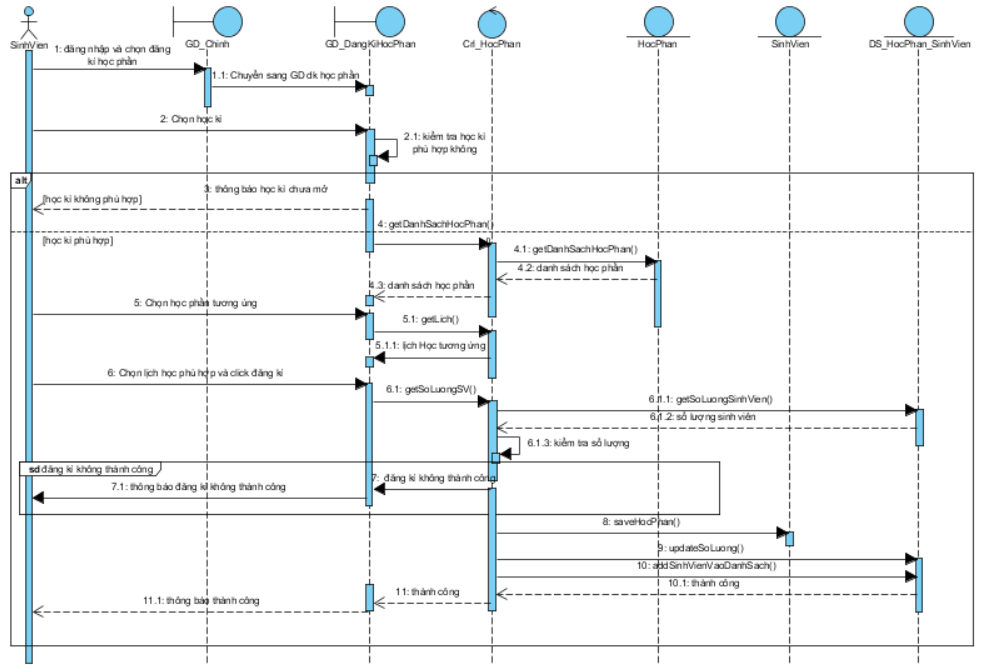 SinhVien
GD_Chinh
GD_DangKiHocPhan
Crl_HocPhan
HocPhan
SinhVien
DS_HocPhan_SinhVien
1: đăng nhập và chọn đăng
kí học phần
1.1: Chuyển sang GD dk học phần
2: Chọn học kì
2.1: kiểm tra học kì
phù hợp không
alt
3: thông báo học kì chưa mở
[học kì không phù hợp]
4: getDanhSachHocPhan()
[học kì phù hợp]
4.1: getDanhSachHocPhan()
4.2: danh sách học phần
4.3: danh sách học phần
5: Chọn học phần tương ứng
5.1: getLich()
5.1.1: lịch Học tương ứng
6: Chọn lịch học phù hợp và click đăng kí
6.1: getSoLuongSV()
6.1.1: getSoLuongSinhVien()
6.1.2: số lượng sinh viên
6.1.3: kiểm tra số lượng
sd đăng kí không thành công
7: đăng kí không thành công
7.1: thông báo đăng kí không thành công
8: saveHocPhan()
9: updateSoLuong()
10: addSinhVienVaoDanhSach()
10.1: thành công
11: thành công
11.1: thông báo thành công